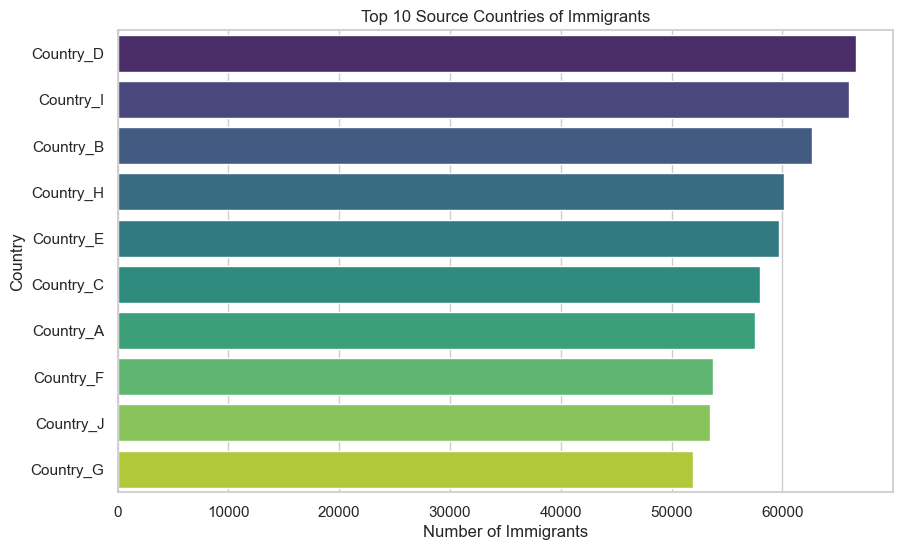 Top 10 Source Countries of Immigrants
Country_D
Country_I
Country_B
Country_H
Country_E
Country_C
Country_A
Country_F
Country_J
Country_G
Country
0 10000 20000 30000 40000 50000 60000
Number of Immigrants